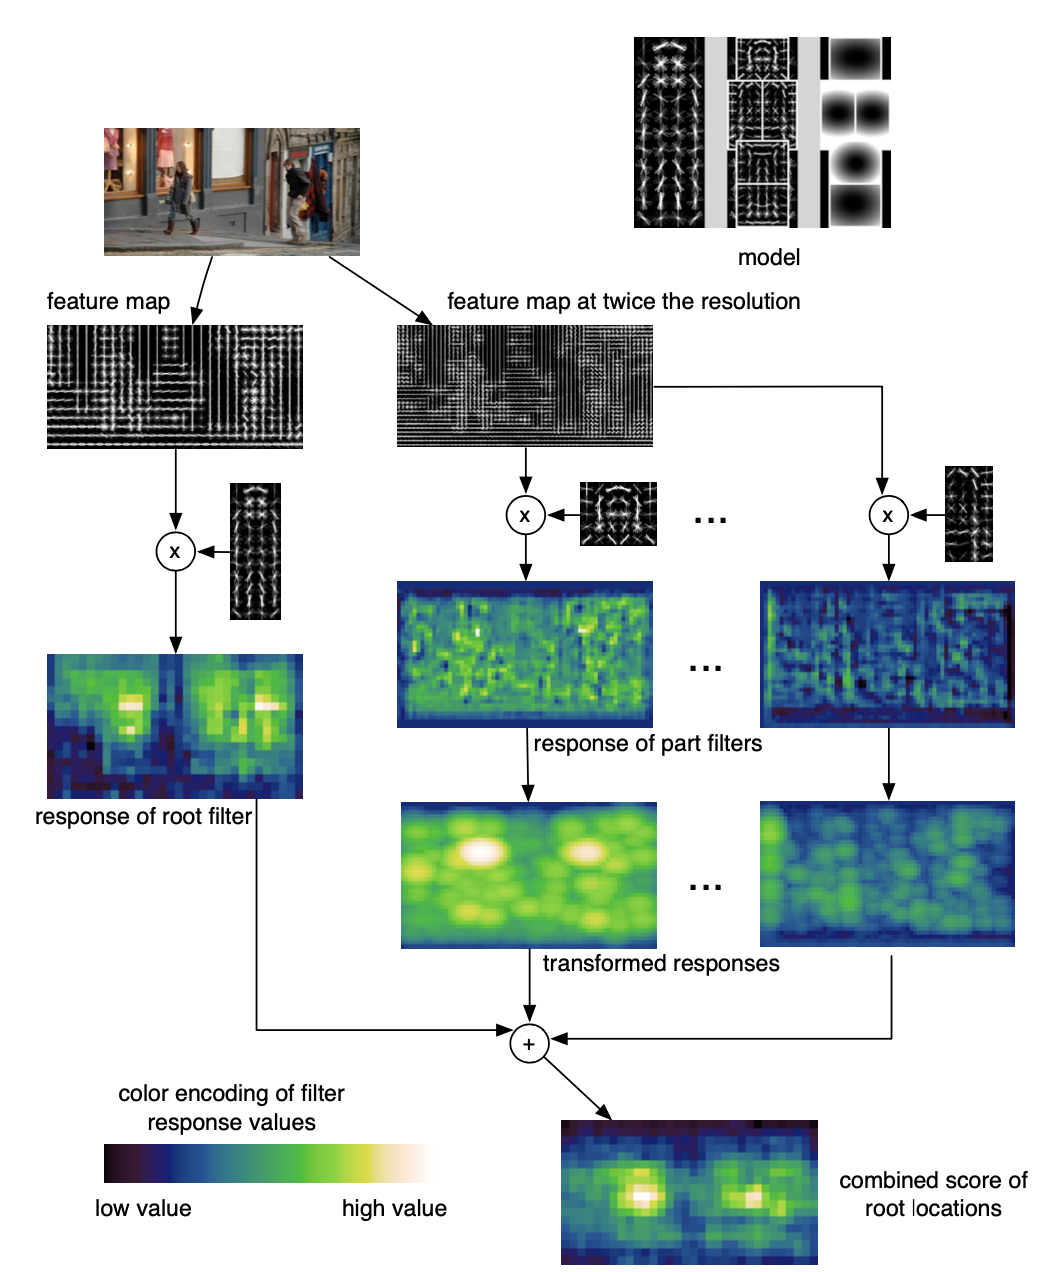 model
feature map
feature map at twice the resolution
x
x
x
...
response of part filters
...
response of root filter
...
transformed responses
+
color encoding of filter
response values
low value
high value
combined score of
root locations